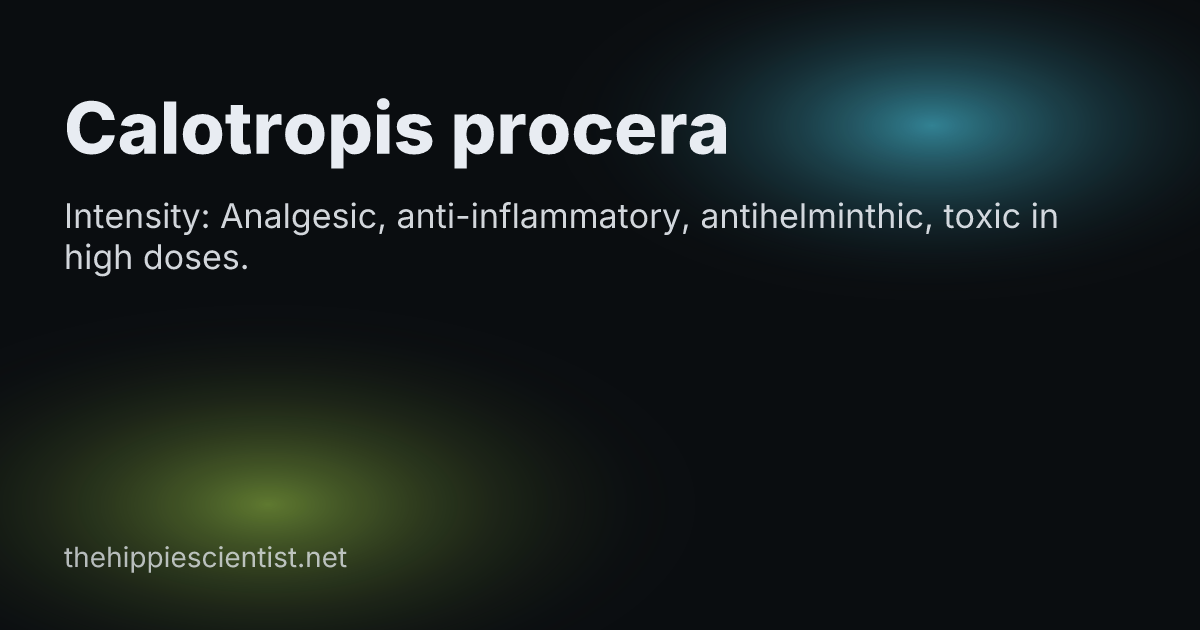 Calotropis procera
Intensity: Analgesic, anti-inflammatory, antihelminthic, toxic in
high doses.
thehippiescientist.net